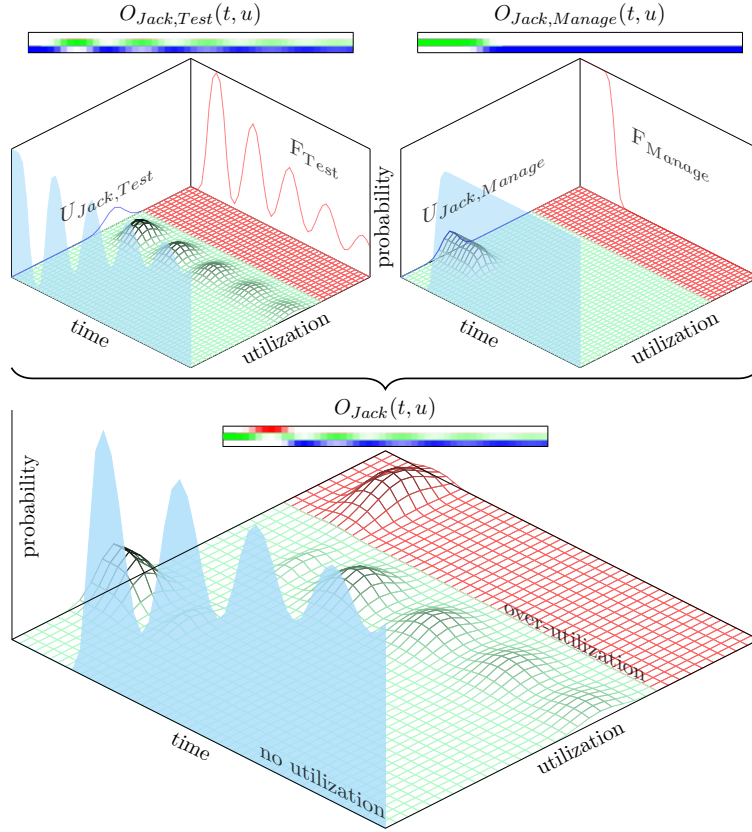 O_{Jack,Test}(t, u)
O_{Jack,Manage}(t, u)
F_{Test}
U_{Jack,Test}
time
utilization
probability
F_{Manage}
U_{Jack,Manage}
time
utilization
O_{Jack}(t, u)
probability
over-utilization
no utilization
time
utilization